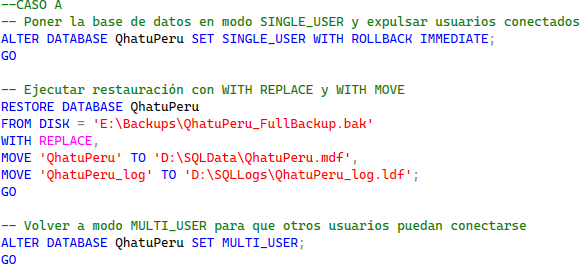 --CASO A
-- Poner la base de datos en modo SINGLE_USER y expulsar usuarios conectados
ALTER DATABASE QhatuPeru SET SINGLE_USER WITH ROLLBACK IMMEDIATE;
GO
-- Ejecutar restauración con WITH REPLACE y WITH MOVE
RESTORE DATABASE QhatuPeru
FROM DISK = 'E:\Backups\QhatuPeru_FullBackup.bak'
WITH REPLACE,
MOVE 'QhatuPeru' TO 'D:\SQLData\QhatuPeru.mdf',
MOVE 'QhatuPeru_log' TO 'D:\SQLLogs\QhatuPeru_log.ldf';
GO
-- Volver a modo MULTI_USER para que otros usuarios puedan conectarse
ALTER DATABASE QhatuPeru SET MULTI_USER;
GO